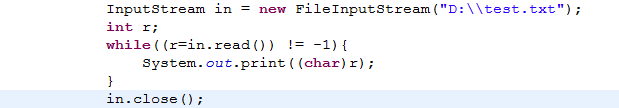 InputStream in = new FileInputStream("D:\\test.txt");
int r;
while((r=in.read()) != -1){
System.out.print((char)r);
}
in.close();